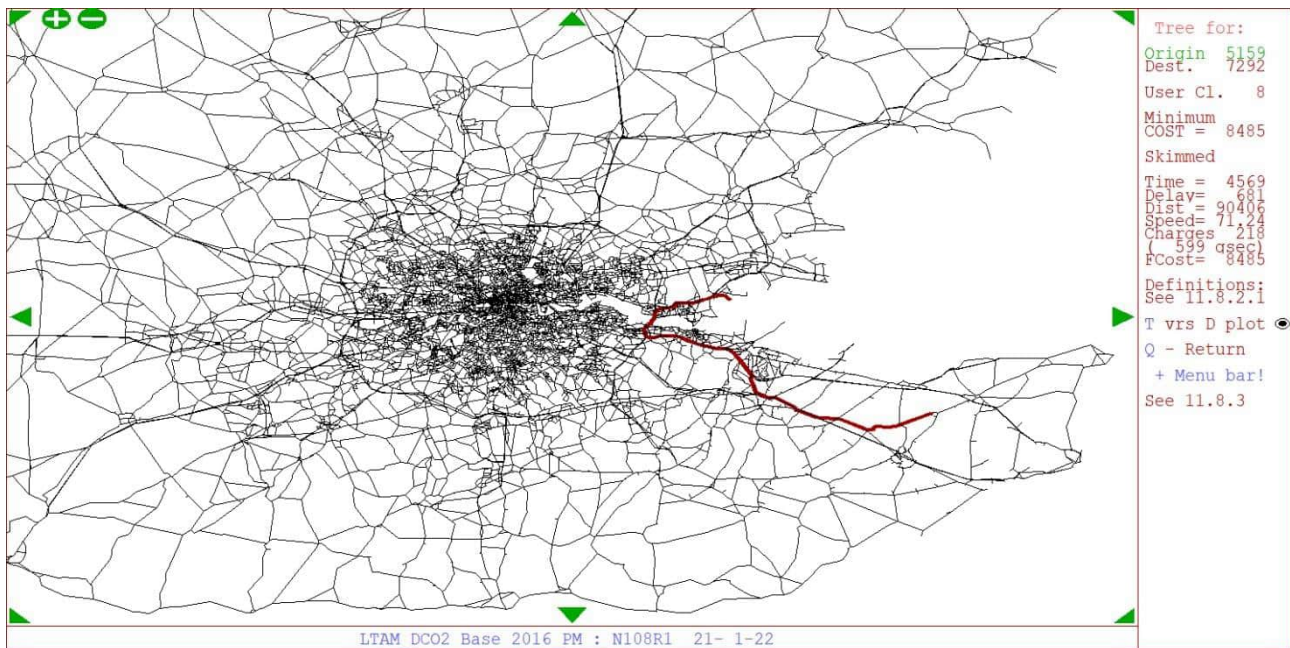 Tree for:
Origin 5159
Dest. 7292
User Cl. 8
Minimum
COST = 8485
Skimmed
Time = 4569
Delay= 681
Dist = 90406
Speed= 71.24
Charges 218
( 599 gsec)
FCost= 8485
Definitions:
See 11.8.2.1
T vrs D plot
Q - Return
+ Menu bar!
See 11.8.3
LTAM DCO2 Base 2016 PM : N108R1 21- 1-22